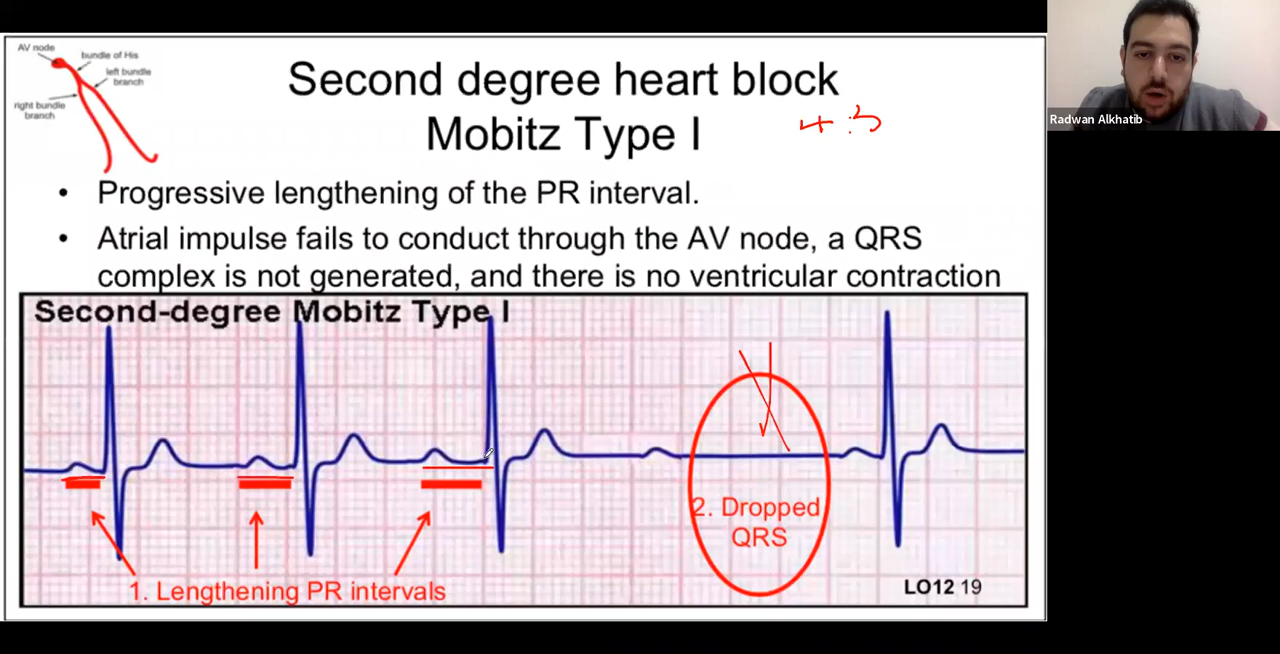 AV node
bundle of His
left bundle
branch
right bundle
branch
Second degree heart block
Mobitz Type I
4:3
• Progressive lengthening of the PR interval.
• Atrial impulse fails to conduct through the AV node, a QRS
complex is not generated, and there is no ventricular contraction
Second-degree Mobitz Type I
1. Lengthening PR intervals
2. Dropped
QRS
LO12 19
Radwan Alkhatib